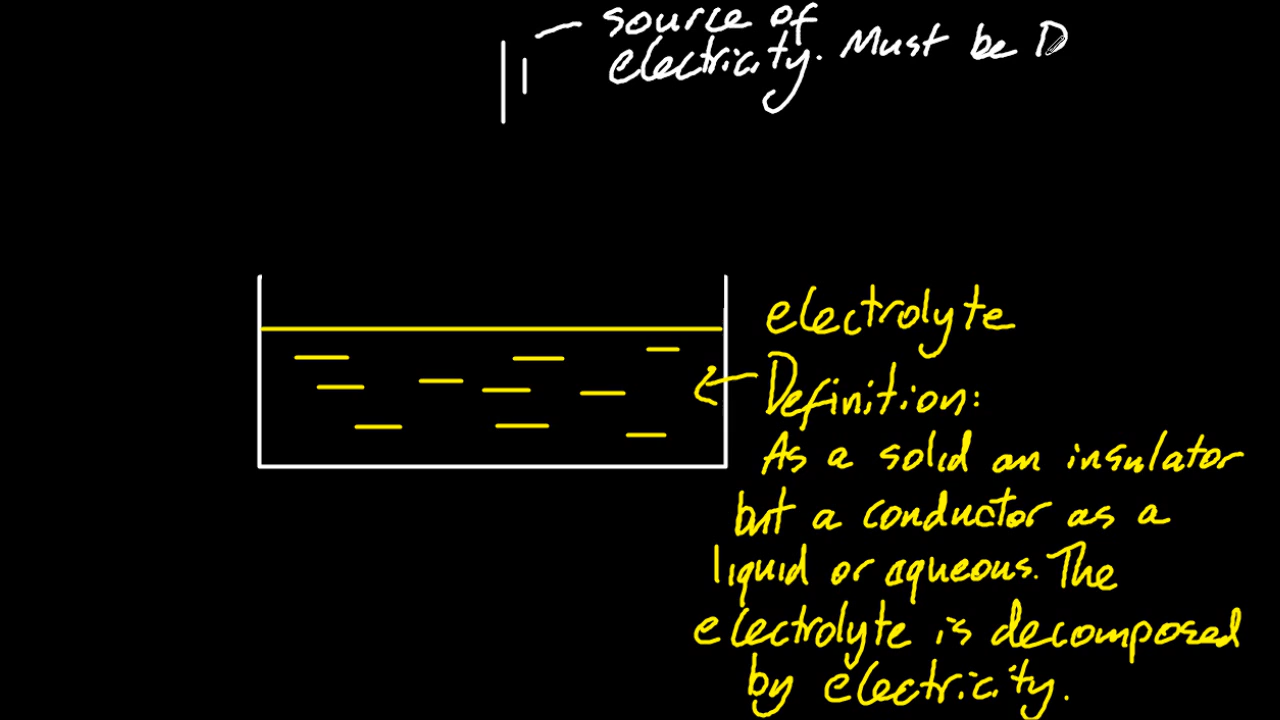 source of
electricity. Must be D
electrolyte
Definition:
As a solid an insulator
but a conductor as a
liquid or aqueous. The
electrolyte is decomposed
by electricity.